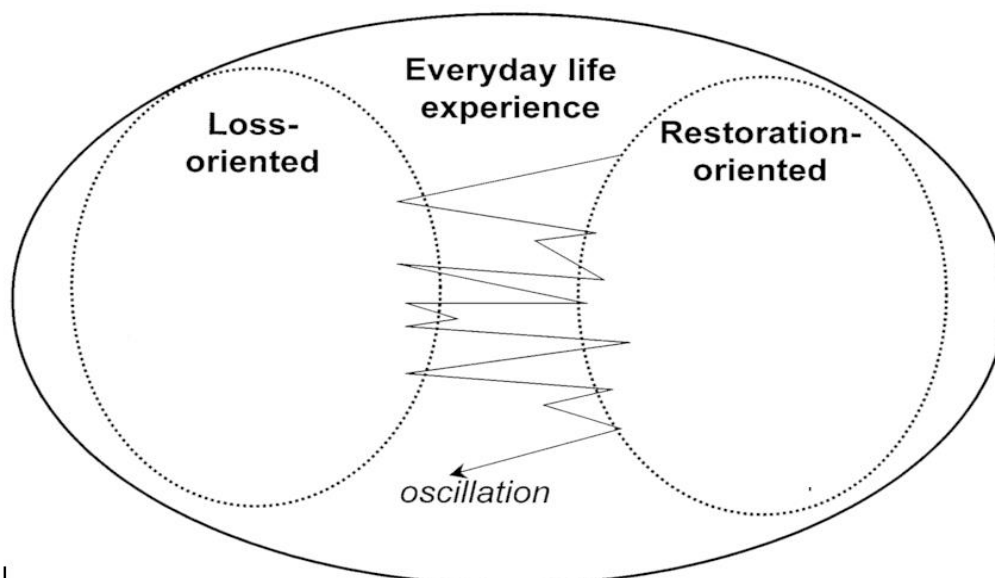 Everyday life
experience
Loss-
oriented
Restoration-
oriented
oscillation